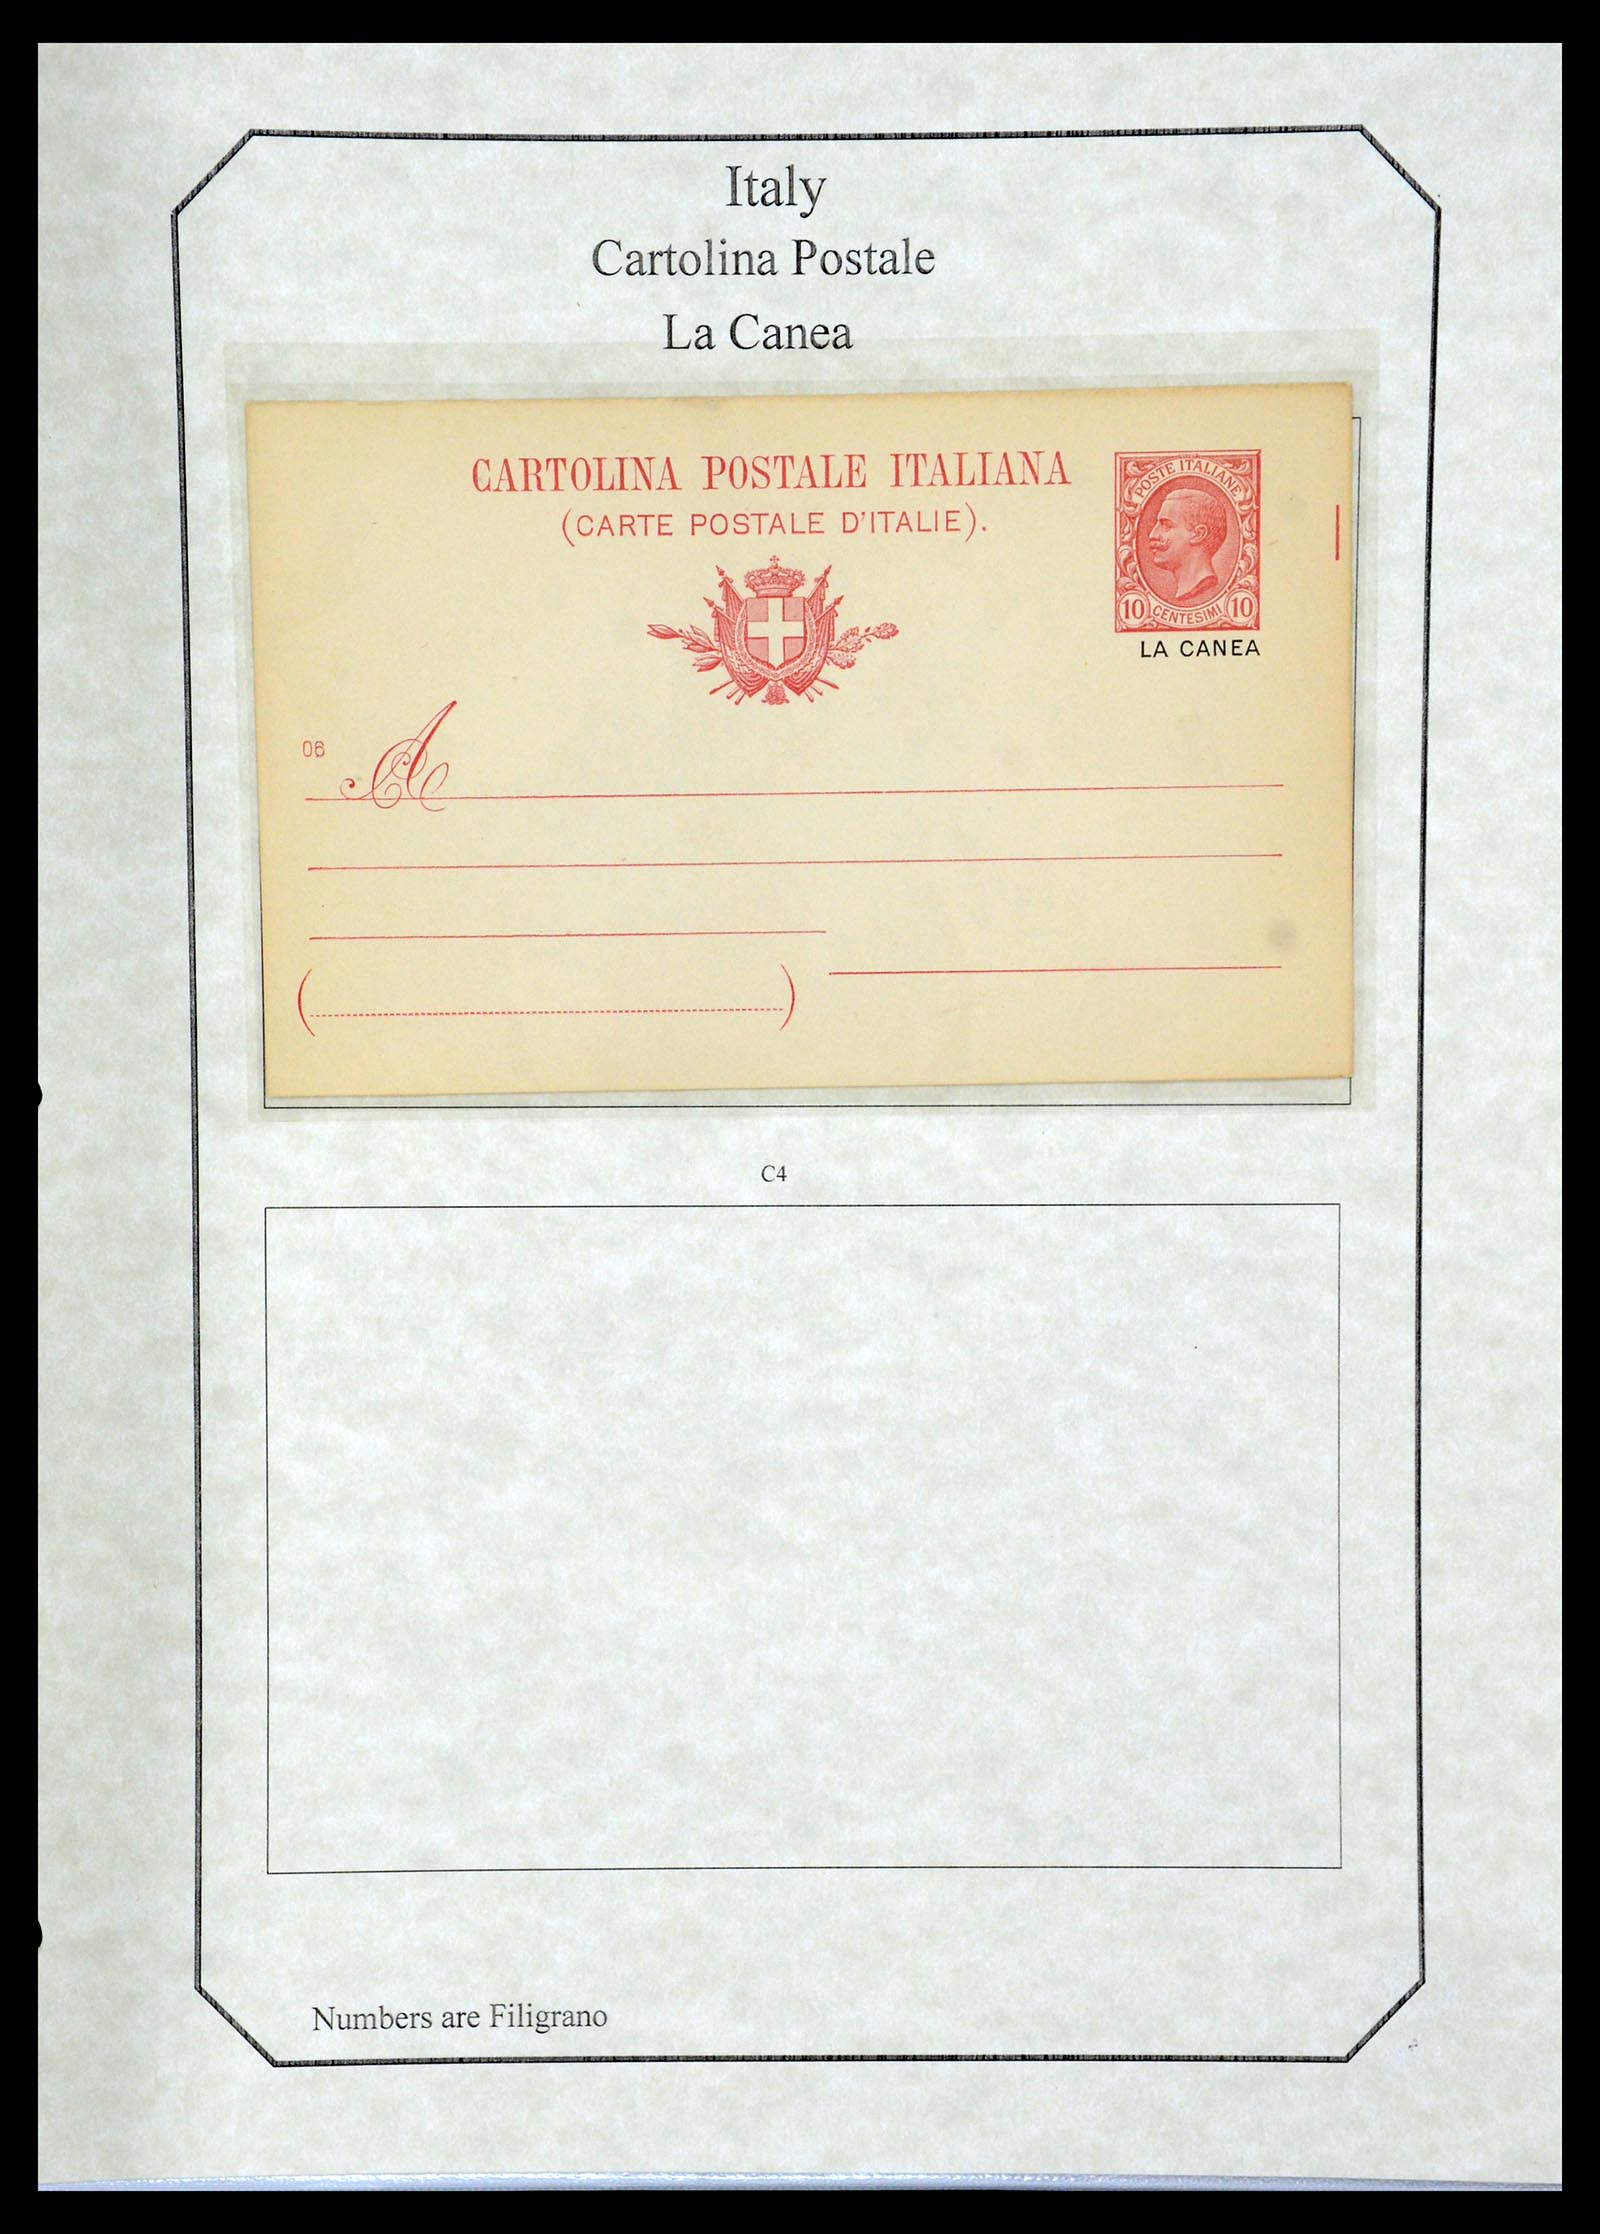 Italy
Cartolina Postale
La Canea
CARTOLINA POSTALE ITALIANA
(CARTE POSTALE D'ITALIE).
POSTE ITALIANE
10 CENTESIMI 10
LA CANEA
06
A
C4
Numbers are Filigrano